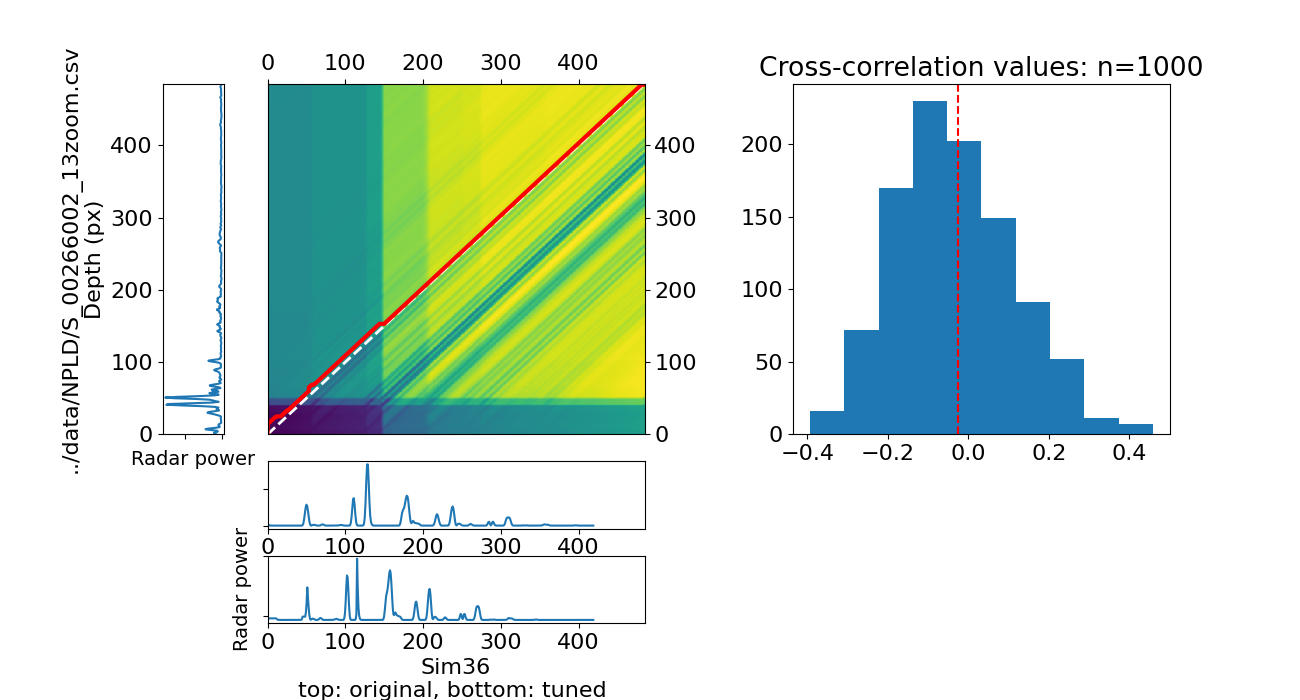 ../data/NPLD/S_00266002_13zoom.csv
Depth (px)
0 100 200 300 400
400
300
200
100
0
Radar power
400
300
200
100
0
0 100 200 300 400
Radar power
0 100 200 300 400
Sim36
top: original, bottom: tuned
Cross-correlation values: n=1000
200
150
100
50
0
−0.4 −0.2 0.0 0.2 0.4